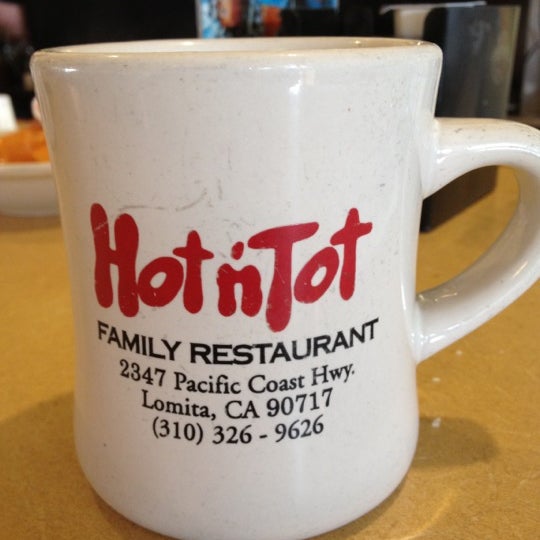 Hot 'n Tot
FAMILY RESTAURANT
2347 Pacific Coast Hwy.
Lomita, CA 90717
(310) 326 - 9626